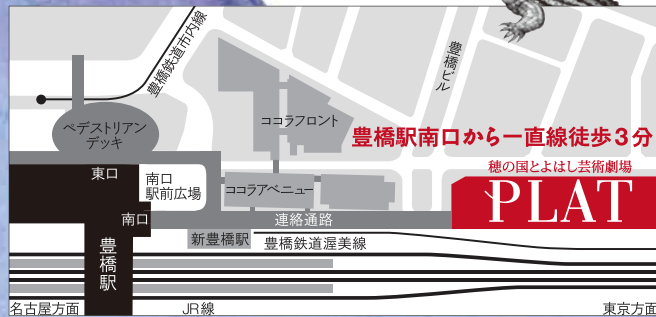 豊橋鉄道市内線
豊橋ビル
ペデストリアン
デッキ
ココラフロント
豊橋駅南口から一直線徒歩3分
穂の国とよはし芸術劇場
PLAT
東口
南口
駅前広場
ココラアベニュー
南口
連絡通路
豊橋駅
新豊橋駅
豊橋鉄道渥美線
名古屋方面
JR線
東京方面